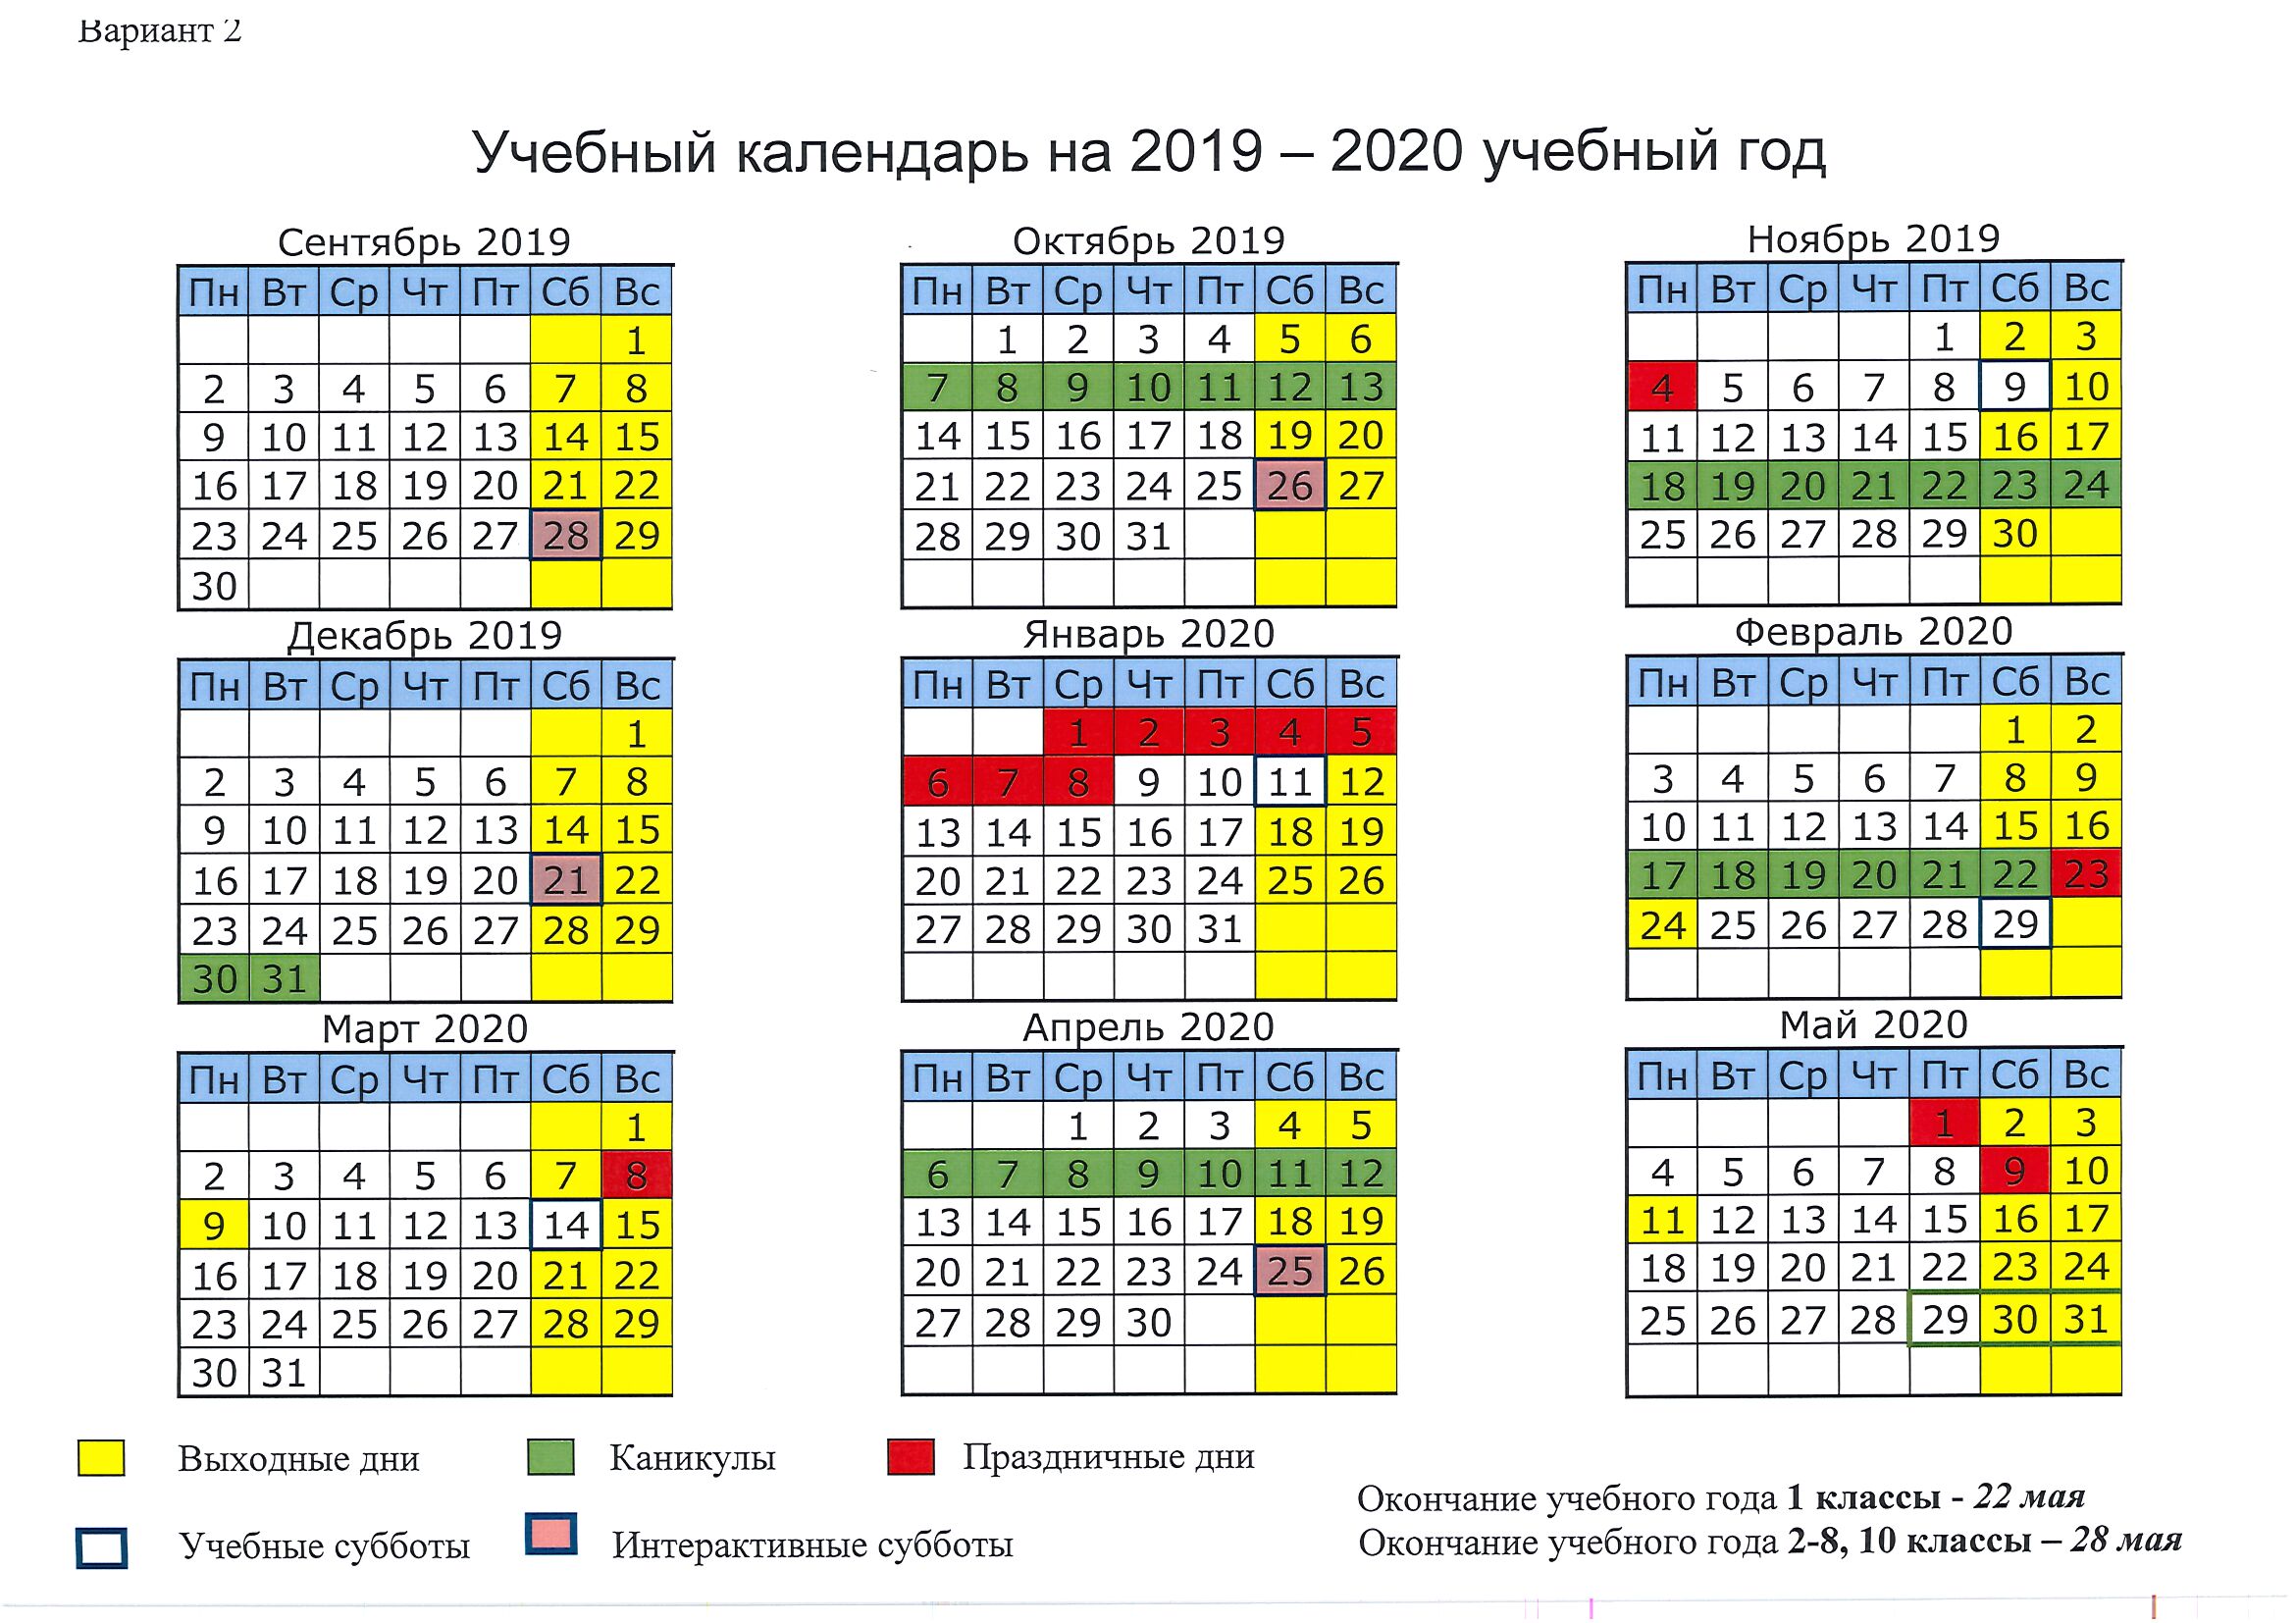 Вариант 2
Учебный календарь на 2019 – 2020 учебный год
Сентябрь 2019
Пн Вт Ср Чт Пт Сб Вс
1
2 3 4 5 6 7 8
9 10 11 12 13 14 15
16 17 18 19 20 21 22
23 24 25 26 27 28 29
30
Октябрь 2019
Пн Вт Ср Чт Пт Сб Вс
1 2 3 4 5 6
7 8 9 10 11 12 13
14 15 16 17 18 19 20
21 22 23 24 25 26 27
28 29 30 31
Ноябрь 2019
Пн Вт Ср Чт Пт Сб Вс
1 2 3
4 5 6 7 8 9 10
11 12 13 14 15 16 17
18 19 20 21 22 23 24
25 26 27 28 29 30
Декабрь 2019
Пн Вт Ср Чт Пт Сб Вс
1
2 3 4 5 6 7 8
9 10 11 12 13 14 15
16 17 18 19 20 21 22
23 24 25 26 27 28 29
30 31
Январь 2020
Пн Вт Ср Чт Пт Сб Вс
1 2 3 4 5
6 7 8 9 10 11 12
13 14 15 16 17 18 19
20 21 22 23 24 25 26
27 28 29 30 31
Февраль 2020
Пн Вт Ср Чт Пт Сб Вс
1 2
3 4 5 6 7 8 9
10 11 12 13 14 15 16
17 18 19 20 21 22 23
24 25 26 27 28 29
Март 2020
Пн Вт Ср Чт Пт Сб Вс
1
2 3 4 5 6 7 8
9 10 11 12 13 14 15
16 17 18 19 20 21 22
23 24 25 26 27 28 29
30 31
Апрель 2020
Пн Вт Ср Чт Пт Сб Вс
1 2 3 4 5
6 7 8 9 10 11 12
13 14 15 16 17 18 19
20 21 22 23 24 25 26
27 28 29 30
Май 2020
Пн Вт Ср Чт Пт Сб Вс
1 2 3
4 5 6 7 8 9 10
11 12 13 14 15 16 17
18 19 20 21 22 23 24
25 26 27 28 29 30 31
Выходные дни Каникулы Праздничные дни
Учебные субботы Интерактивные субботы
Окончание учебного года 1 классы - 22 мая
Окончание учебного года 2-8, 10 классы – 28 мая